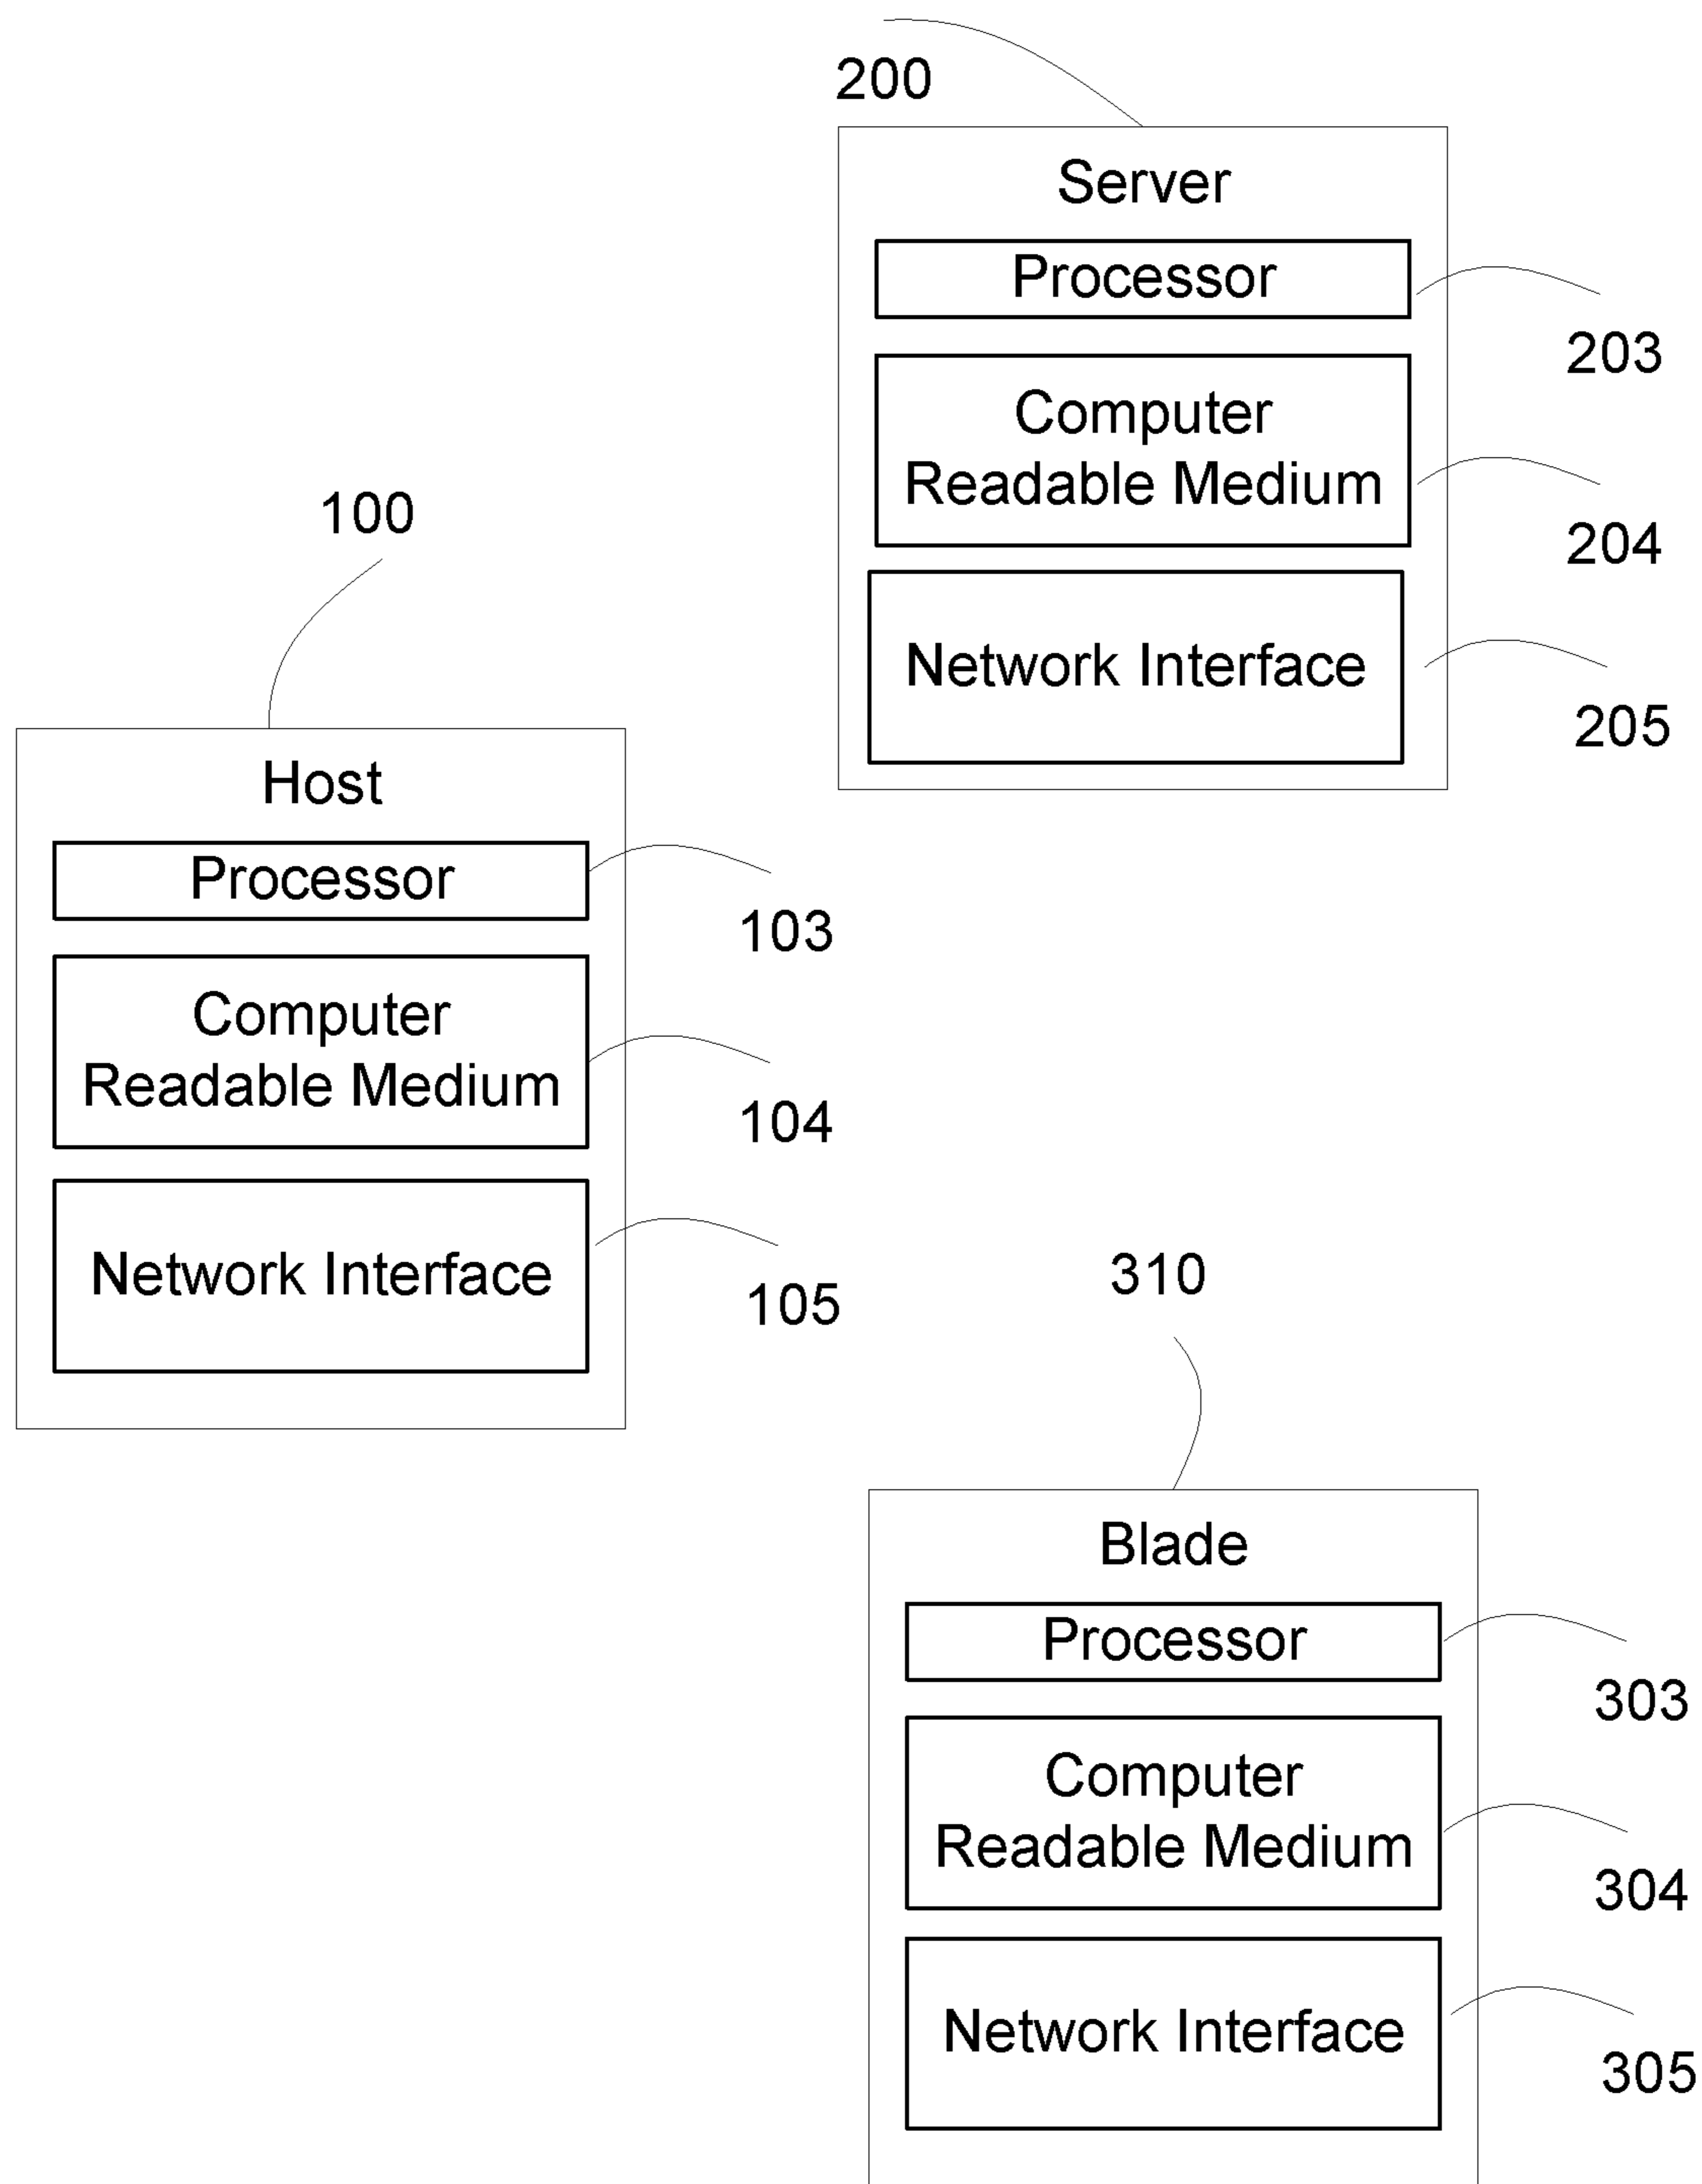 200
Server
Processor
203
Computer
Readable Medium
204
Network Interface
205
100
Host
Processor
103
Computer
Readable Medium
104
Network Interface
105
310
Blade
Processor
303
Computer
Readable Medium
304
Network Interface
305